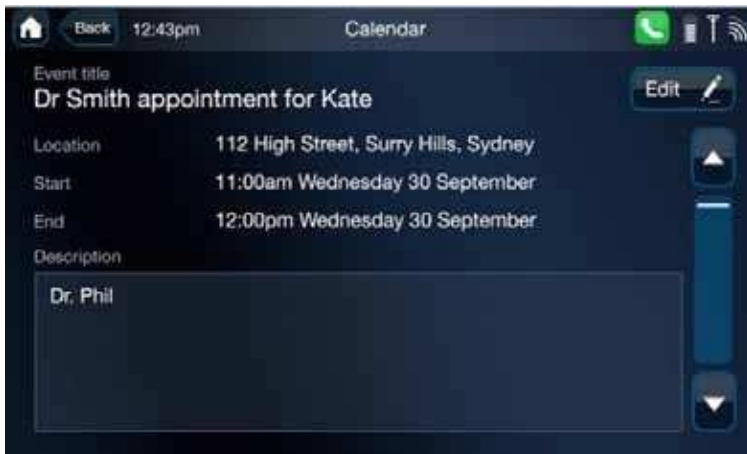 Back 12:43pm Calendar
Event title
Dr Smith appointment for Kate
Edit
Location 112 High Street, Surry Hills, Sydney
Start 11:00am Wednesday 30 September
End 12:00pm Wednesday 30 September
Description
Dr. Phil